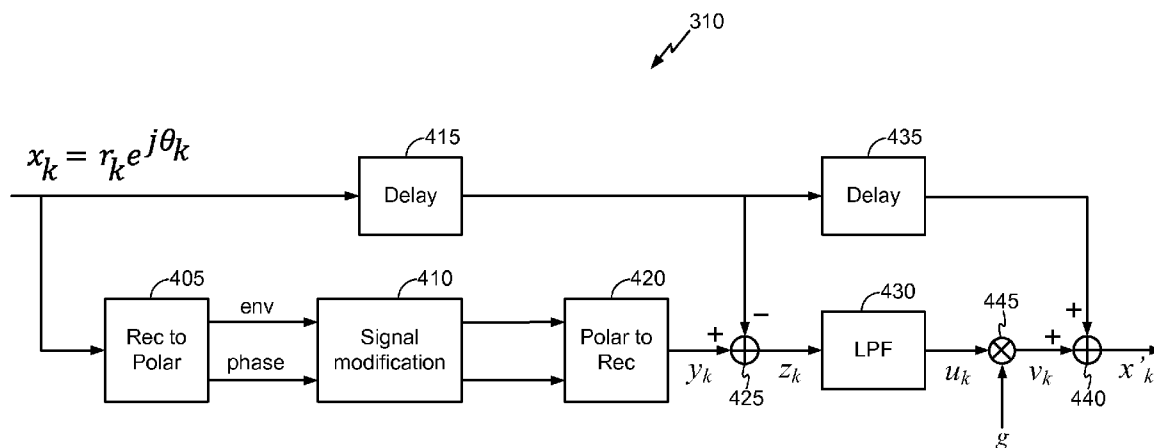 310
x_k = r_k e^{jθ_k}
415
Delay
435
Delay
405
Rec to
Polar
env
phase
410
Signal
modification
420
Polar to
Rec
+
−
y_k
425
z_k
430
LPF
u_k
445
g
v_k
+
+
440
x'_k